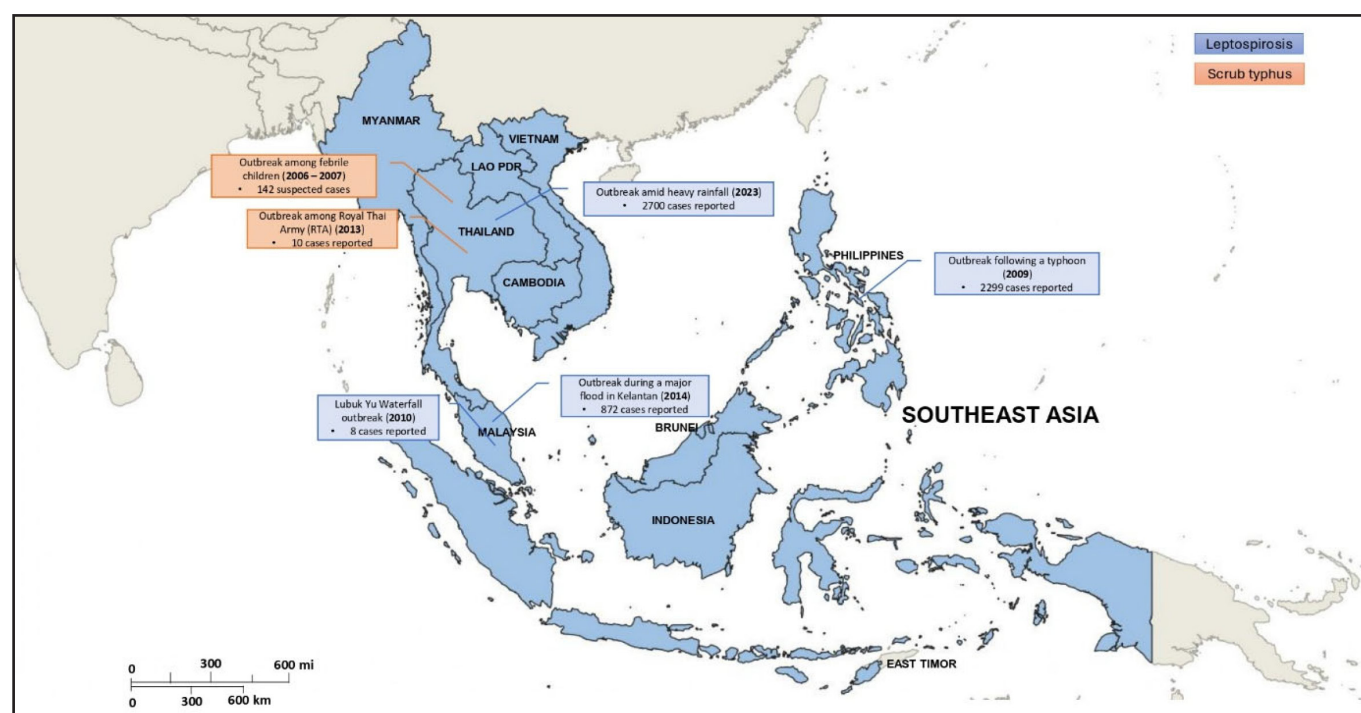 Leptospirosis
Scrub typhus
MYANMAR
VIETNAM
LAO PDR
Outbreak among febrile
children (2006 – 2007)
• 142 suspected cases
Outbreak amid heavy rainfall (2023)
• 2700 cases reported
Outbreak among Royal Thai
Army (RTA) (2013)
• 10 cases reported
THAILAND
PHILIPPINES
Outbreak following a typhoon
(2009)
• 2299 cases reported
CAMBODIA
Outbreak during a major
flood in Kelantan (2014)
• 872 cases reported
Lubuk Yu Waterfall
outbreak (2010)
• 8 cases reported
MALAYSIA
BRUNEI
SOUTHEAST ASIA
INDONESIA
EAST TIMOR
0 300 600 mi
0 300 600 km